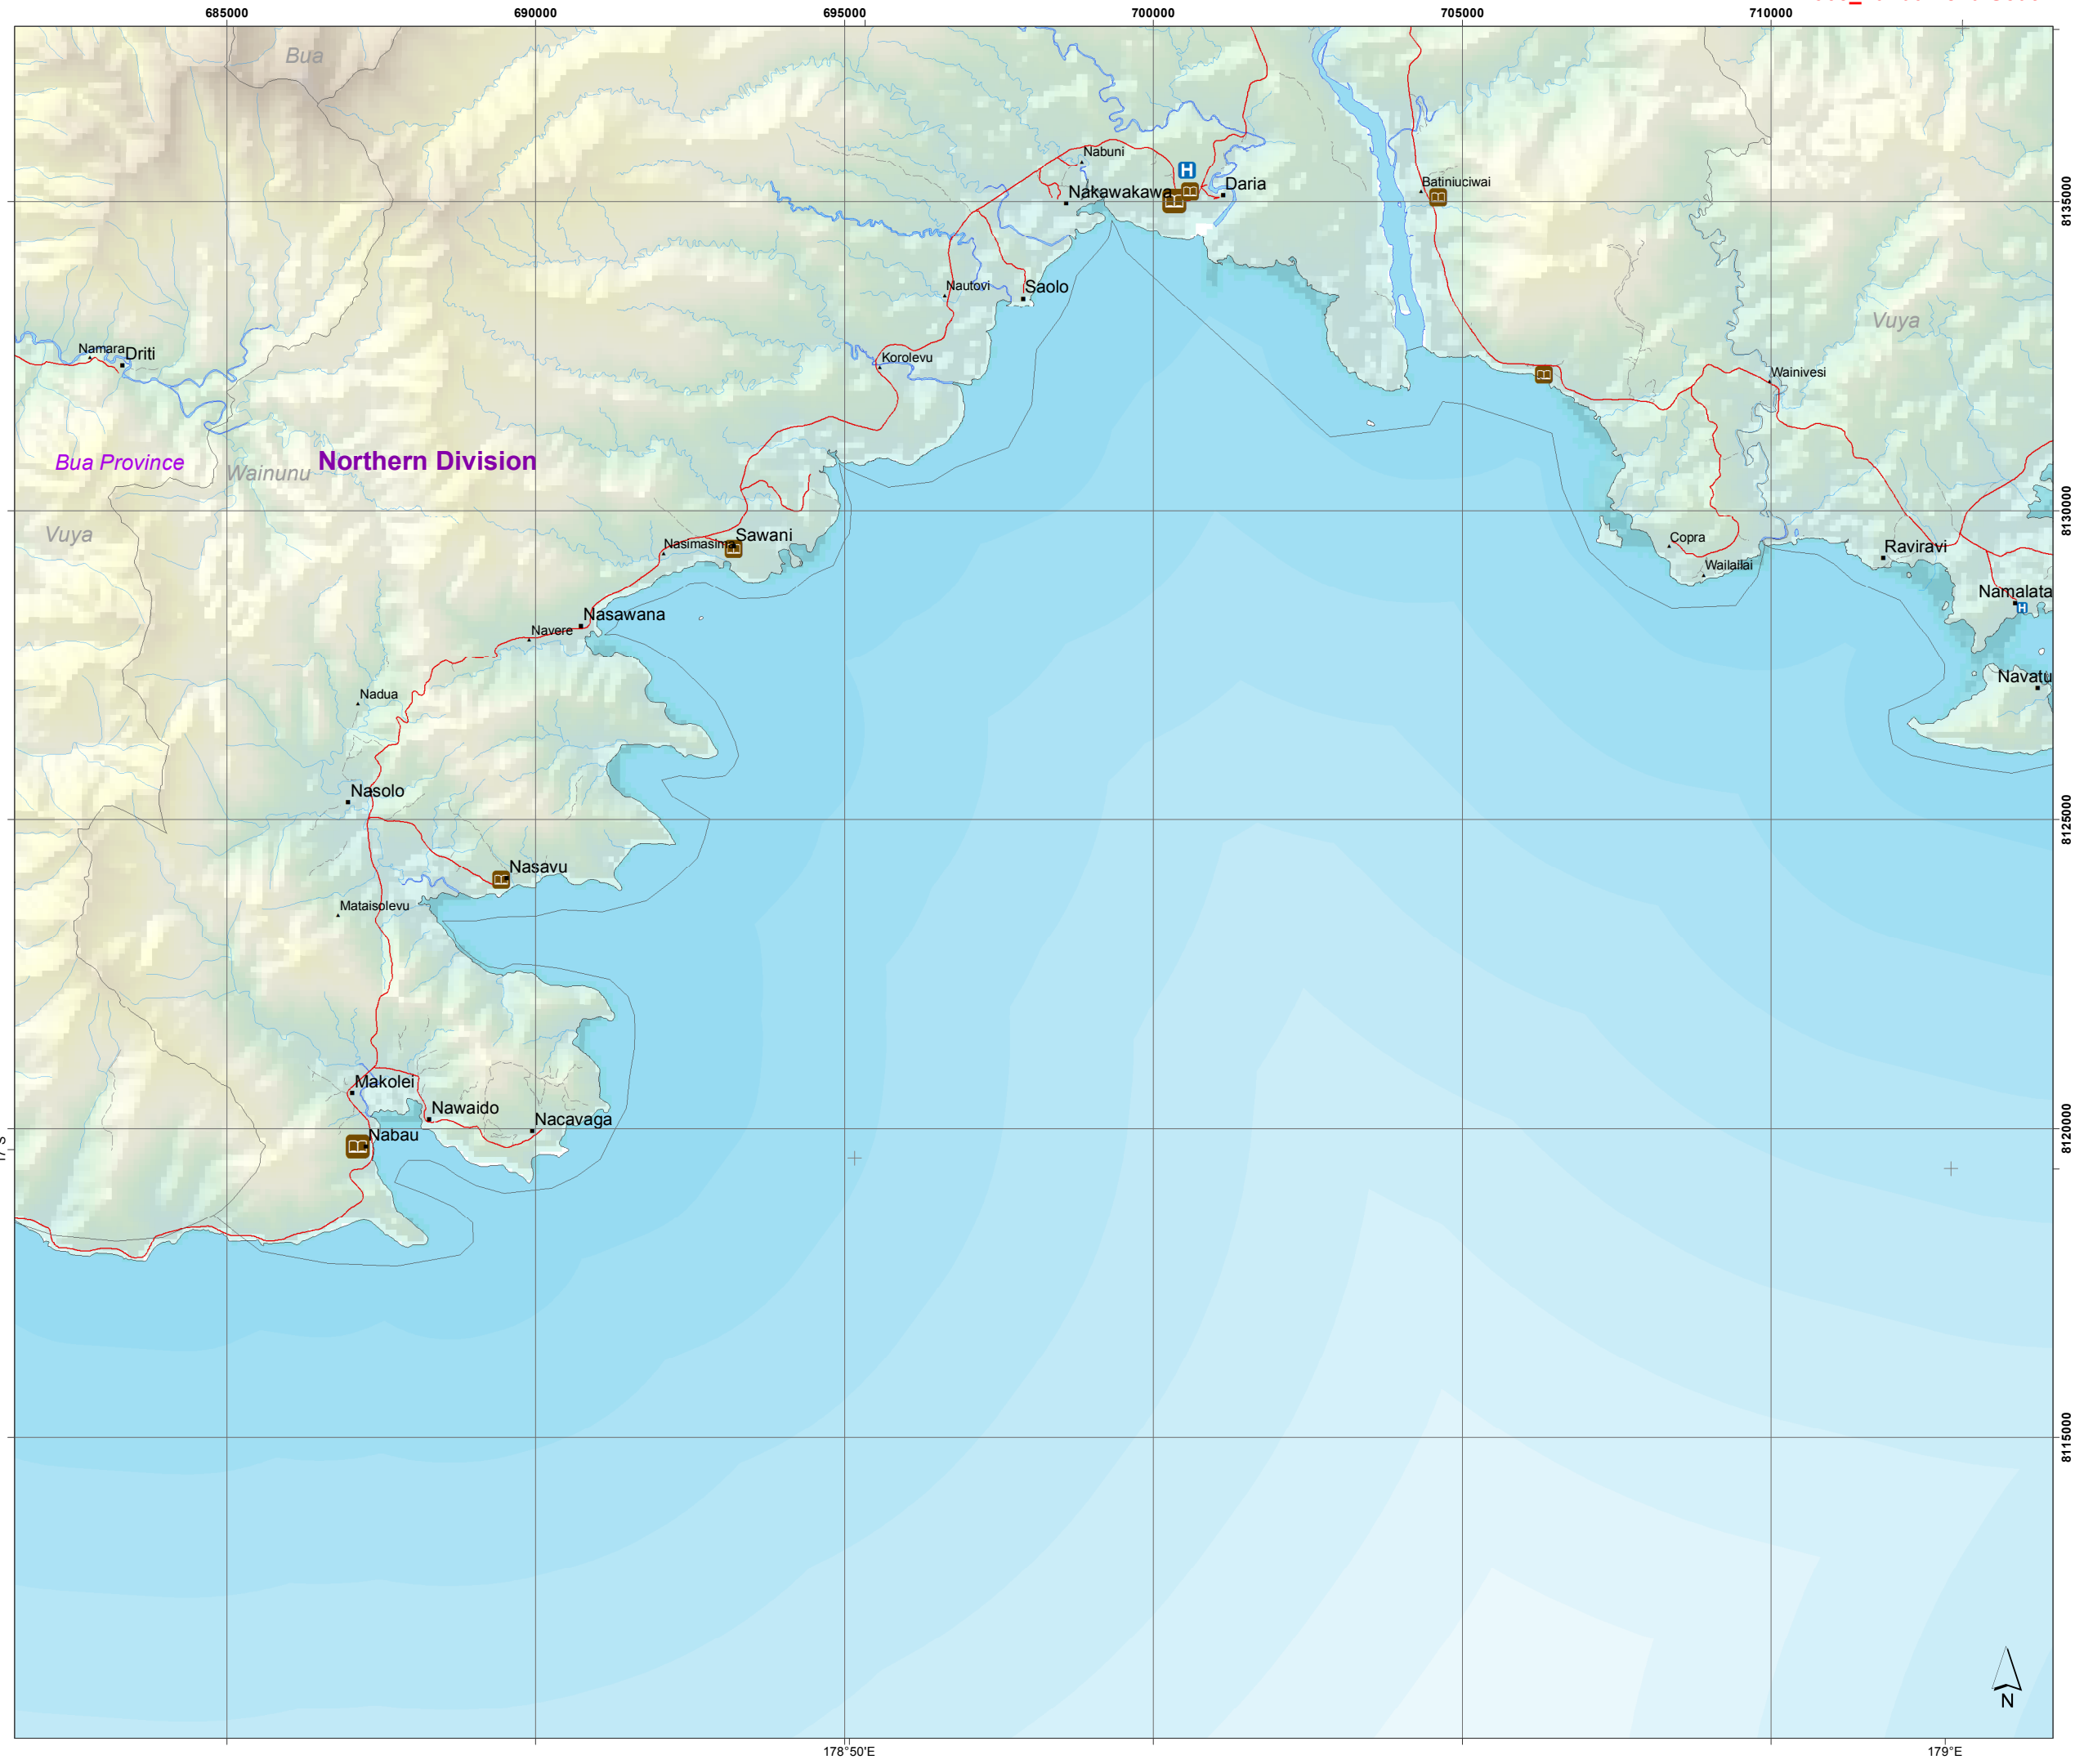 685000 690000 695000 700000 705000 710000
Bua
Nabuni
H
Nakawakawa
Daria
Batiniuciwai
8135000
Nautovi
Saolo
Vuya
Namara
Driti
Korolevu
Wainivesi
Bua Province
Northern Division
Wainunu
Vuya
8130000
Nasimasima
Sawani
Copra
Raviravi
Wailailai
Namalata
H
Nasawana
Navere
Navatu
Nadua
Nasolo
8125000
Nasavu
Mataisolevu
Makolei
Nawaido
Nacavaga
Nabau
8120000
8115000
N
178°50'E
179°E